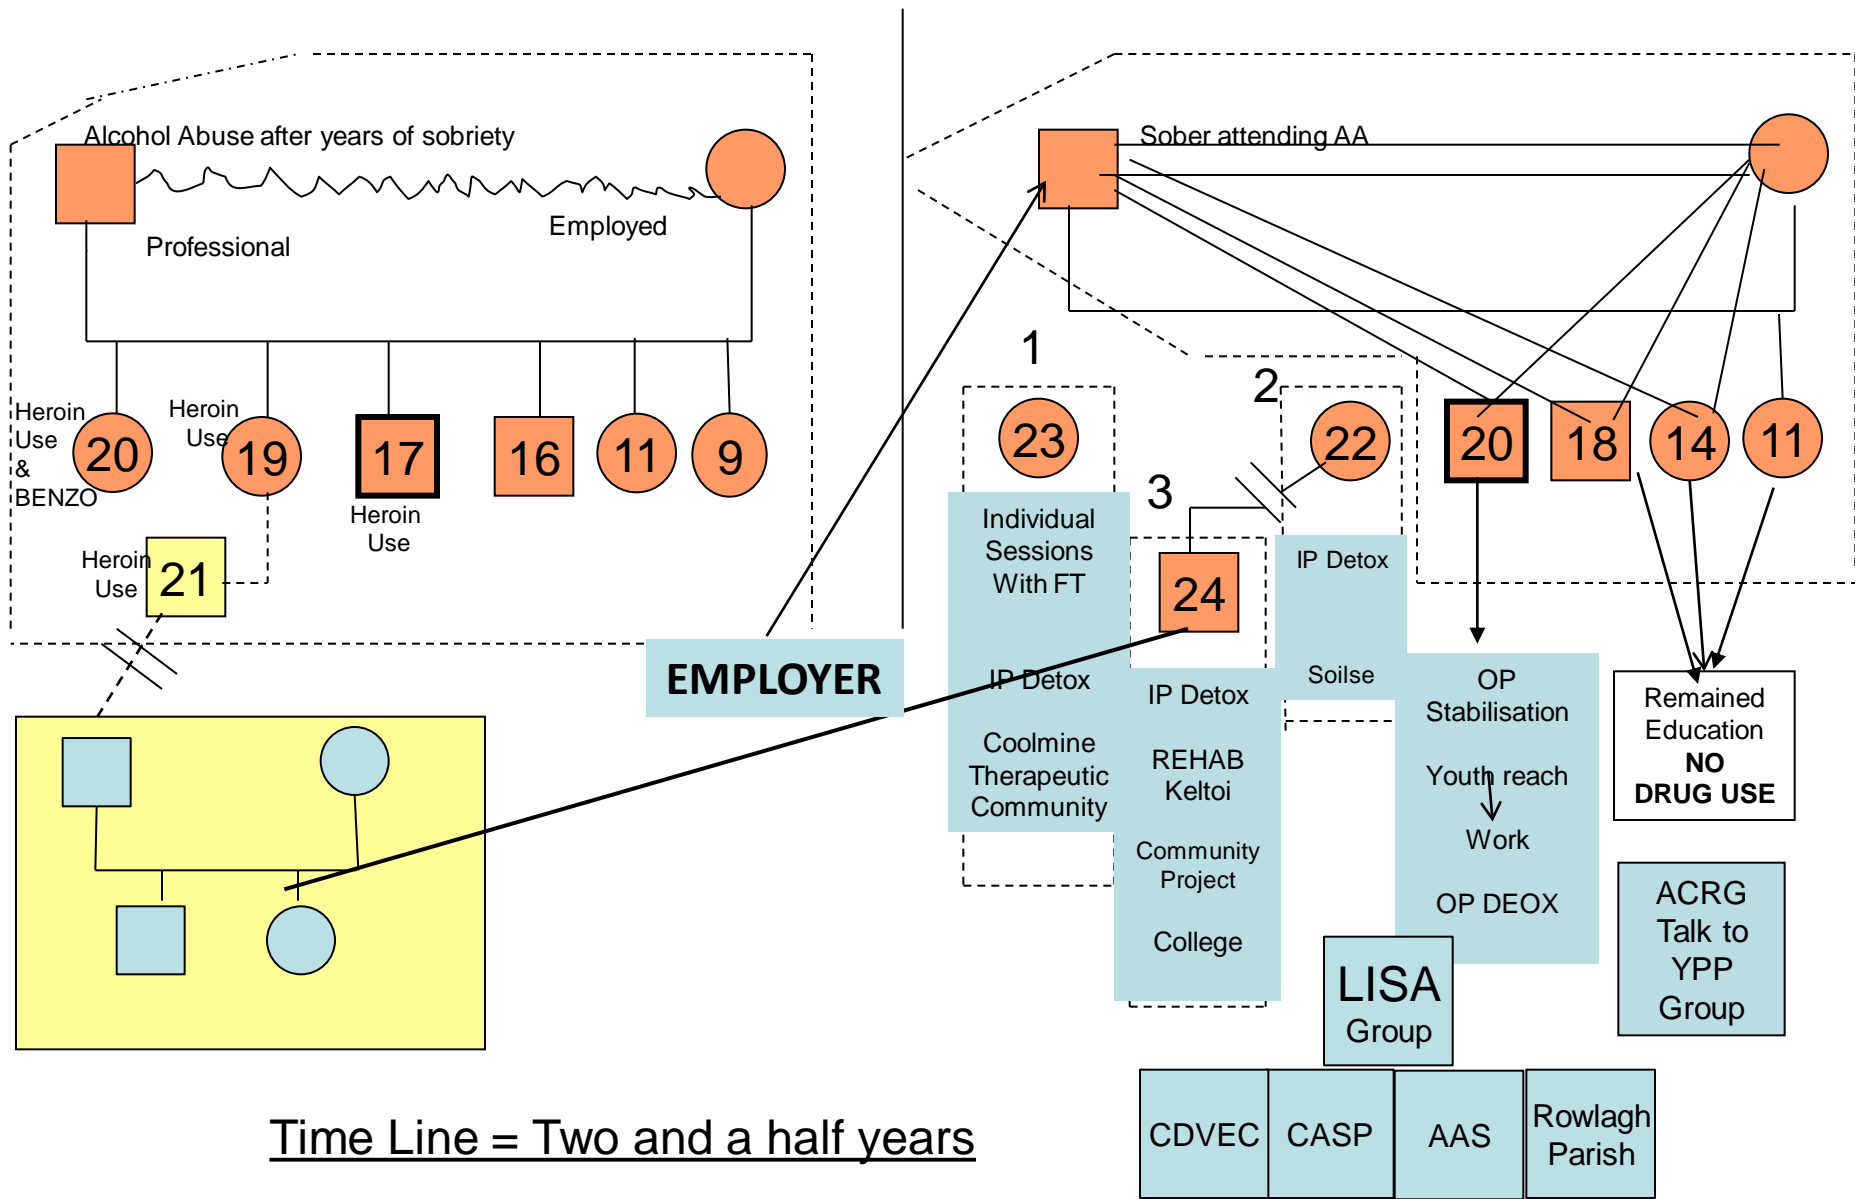 Alcohol Abuse after years of sobriety
Employed
Professional
Heroin
Use
&
BENZO
20
Heroin
Use
19
17
Heroin
Use
16
11
9
Heroin
Use
21
Sober attending AA
1
23
2
22
3
24
20
18
14
11
EMPLOYER
Individual
Sessions
With FT
IP Detox
Coolmine
Therapeutic
Community
IP Detox
REHAB
Keltoi
Community
Project
College
IP Detox
Soilse
OP
Stabilisation
Youth reach
Work
OP DEOX
Remained
Education
NO
DRUG USE
LISA
Group
ACRG
Talk to
YPP
Group
CDVEC
CASP
AAS
Rowlagh
Parish
Time Line = Two and a half years